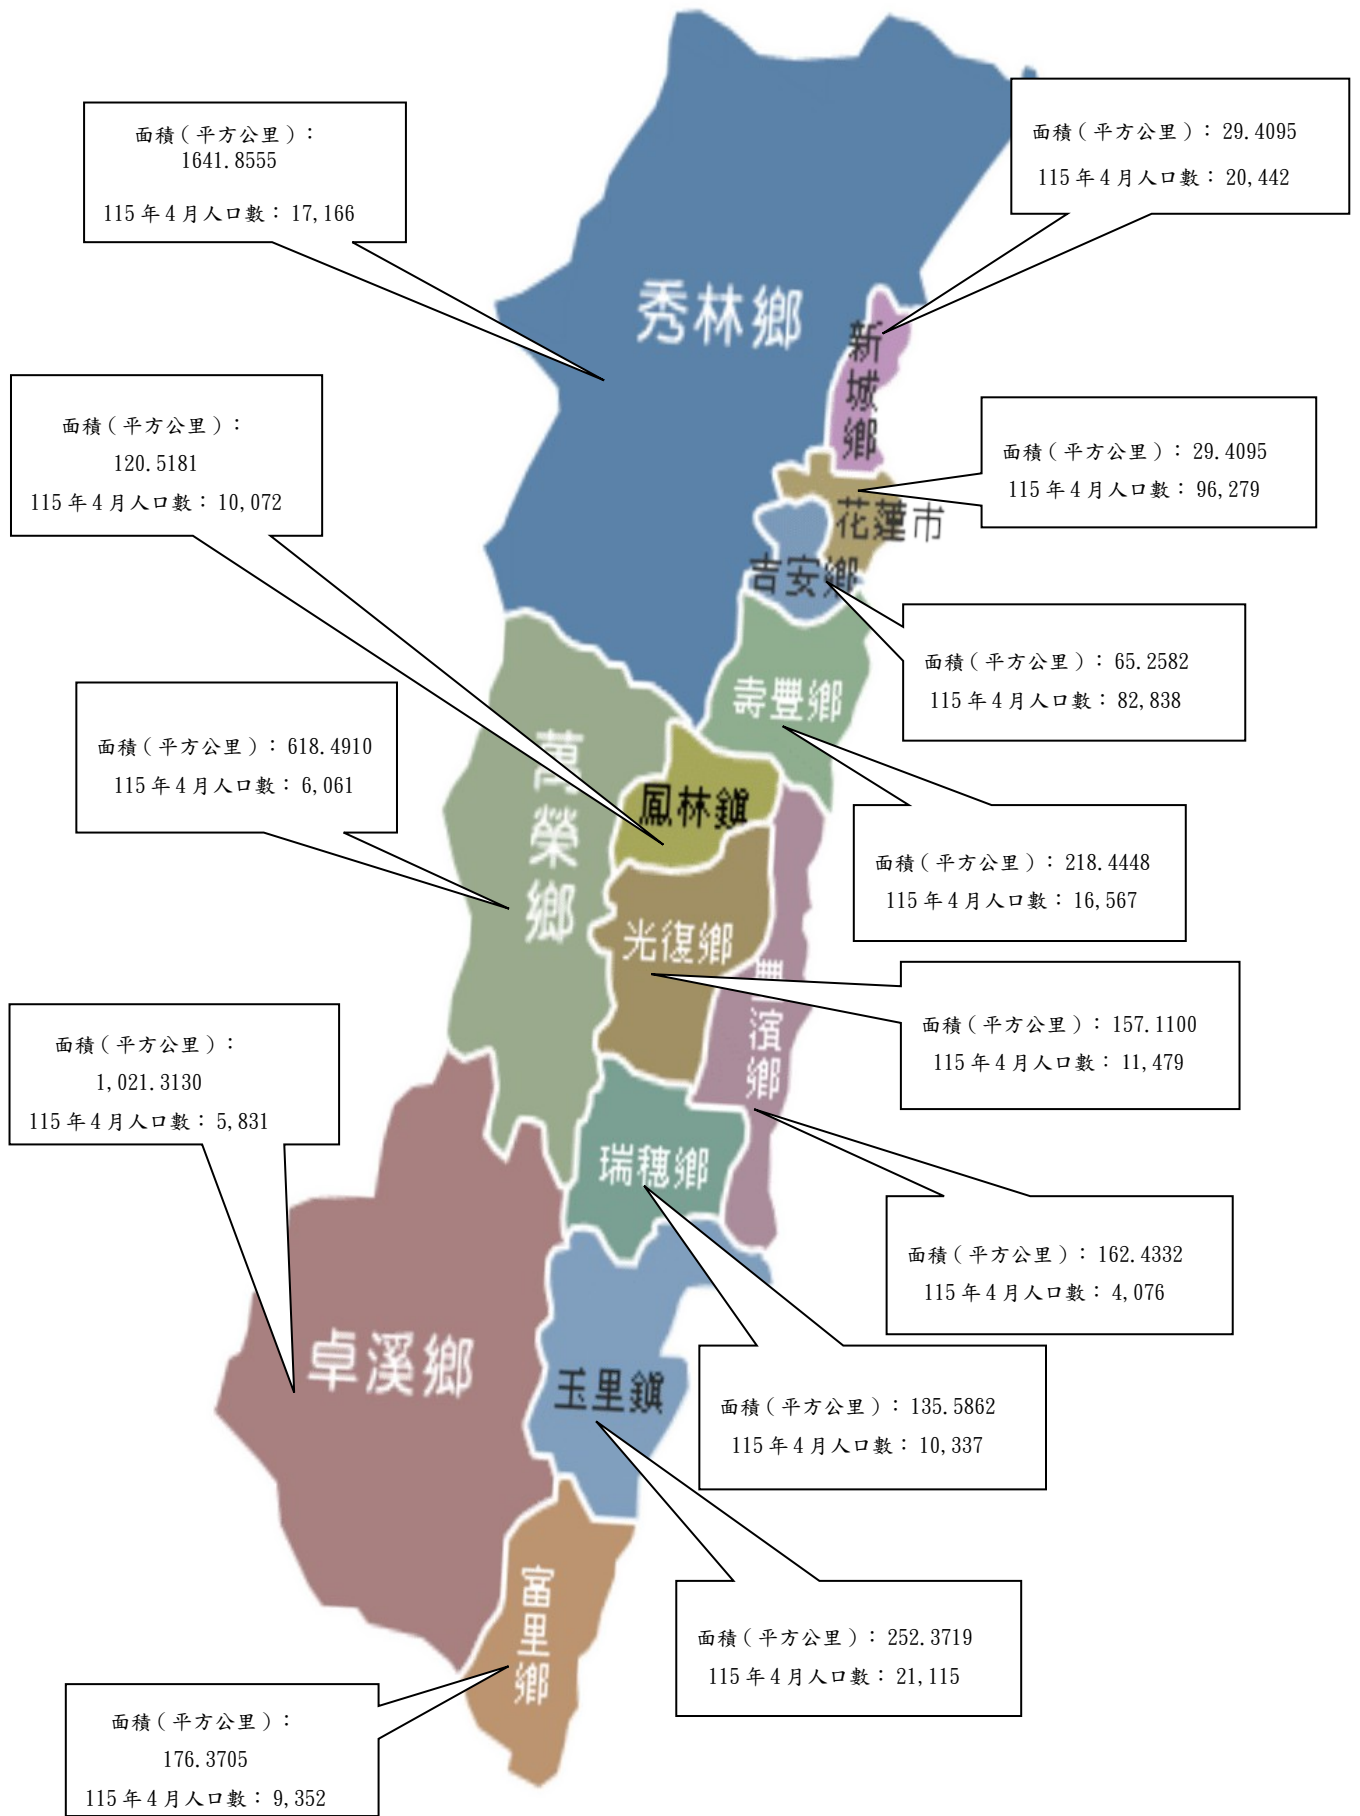 面積（平方公里）：
1641.8555
115年4月人口數：17,166
面積（平方公里）：29.4095
115年4月人口數：20,442
秀林鄉
新城鄉
面積（平方公里）：
120.5181
115年4月人口數：10,072
面積（平方公里）：29.4095
115年4月人口數：96,279
花蓮市
吉安鄉
面積（平方公里）：65.2582
115年4月人口數：82,838
壽豐鄉
面積（平方公里）：618.4910
115年4月人口數：6,061
萬榮鄉
鳳林鎮
面積（平方公里）：218.4448
115年4月人口數：16,567
光復鄉
豐濱鄉
面積（平方公里）：157.1100
115年4月人口數：11,479
面積（平方公里）：
1,021.3130
115年4月人口數：5,831
瑞穗鄉
面積（平方公里）：162.4332
115年4月人口數：4,076
卓溪鄉
玉里鎮
面積（平方公里）：135.5862
115年4月人口數：10,337
富里鄉
面積（平方公里）：252.3719
115年4月人口數：21,115
面積（平方公里）：
176.3705
115年4月人口數：9,352